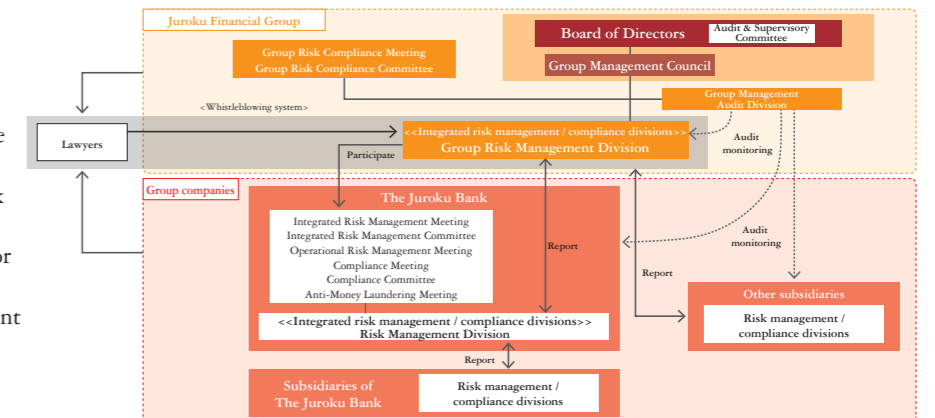 Juroku Financial Group
Board of Directors
Audit & Supervisory
Committee
Group Risk Compliance Meeting
Group Risk Compliance Committee
Group Management Council
Group Management
Audit Division
<Whistleblowing system>
Lawyers
<<Integrated risk management / compliance divisions>>
Group Risk Management Division
Audit
monitoring
Participate
Group companies
The Juroku Bank
Integrated Risk Management Meeting
Integrated Risk Management Committee
Operational Risk Management Meeting
Compliance Meeting
Compliance Committee
Anti-Money Laundering Meeting
Report
Audit
monitoring
Report
<<Integrated risk management / compliance divisions>>
Risk Management Division
Other subsidiaries
Risk management /
compliance divisions
Report
Subsidiaries of
The Juroku Bank
Risk management /
compliance divisions